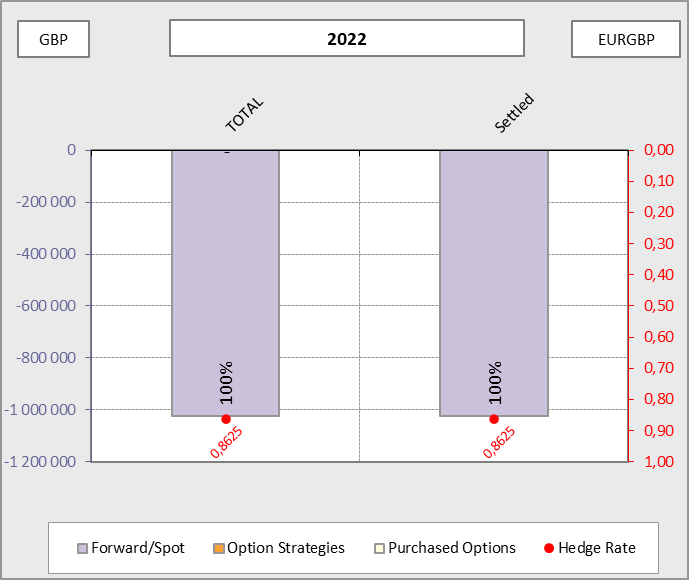 GBP
2022
EURGBP
TOTAL
Settled
0
-200 000
-400 000
-600 000
-800 000
-1 000 000
-1 200 000
0,00
0,10
0,20
0,30
0,40
0,50
0,60
0,70
0,80
0,90
1,00
-
100%
100%
0,8625
0,8625
Forward/Spot
Option Strategies
Purchased Options
Hedge Rate